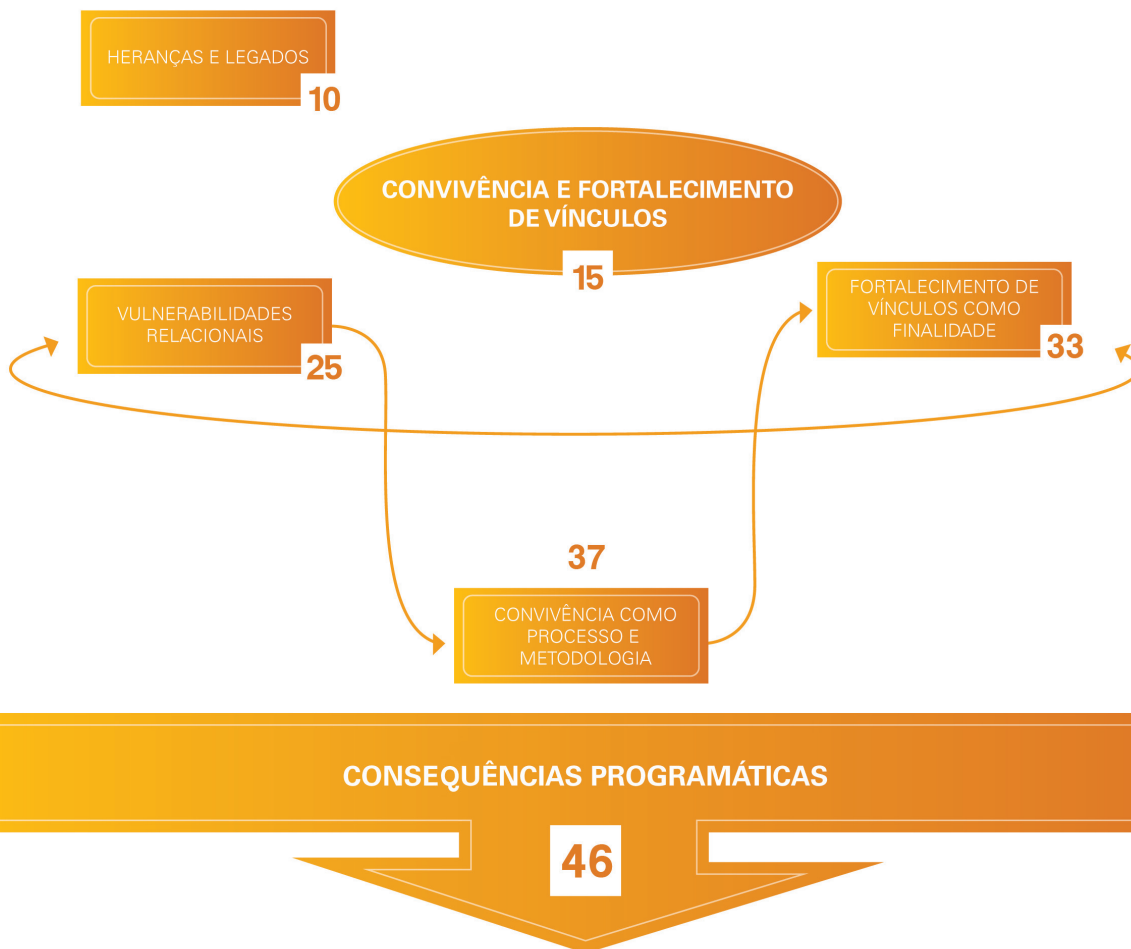 HERANÇAS E LEGADOS
10
CONVIVÊNCIA E FORTALECIMENTO
DE VÍNCULOS
15
VULNERABILIDADES
RELACIONAIS
25
FORTALECIMENTO DE
VÍNCULOS COMO
FINALIDADE
33
37
CONVIVÊNCIA COMO
PROCESSO E
METODOLOGIA
CONSEQUÊNCIAS PROGRAMÁTICAS
46